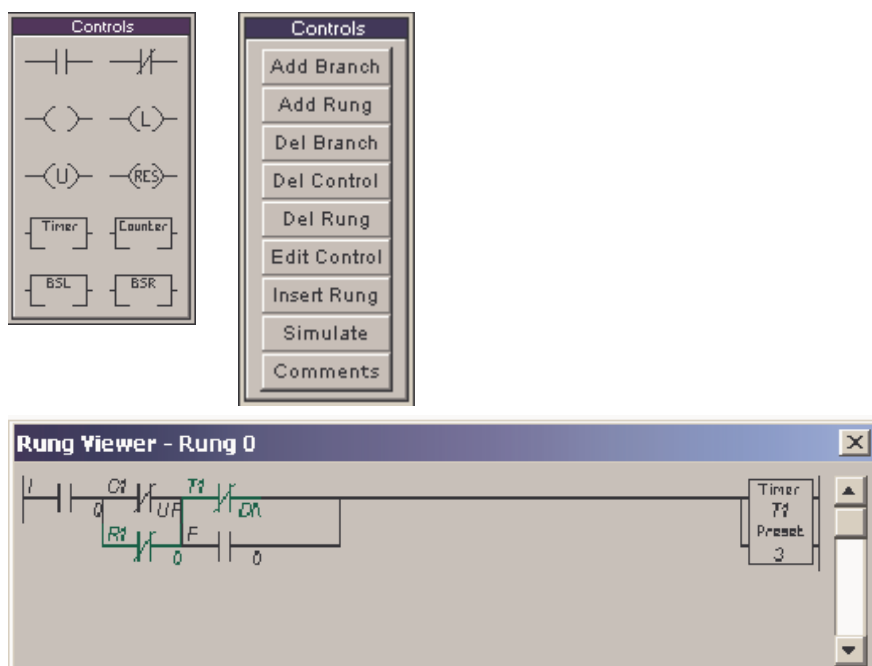 Controls
L
U RES
Timer Counter
BSL BSR
Controls
Add Branch
Add Rung
Del Branch
Del Control
Del Rung
Edit Control
Insert Rung
Simulate
Comments
Rung Viewer - Rung 0
I C1 T1 Timer
0 UP DN T1
R1 F Preset
0 0 3